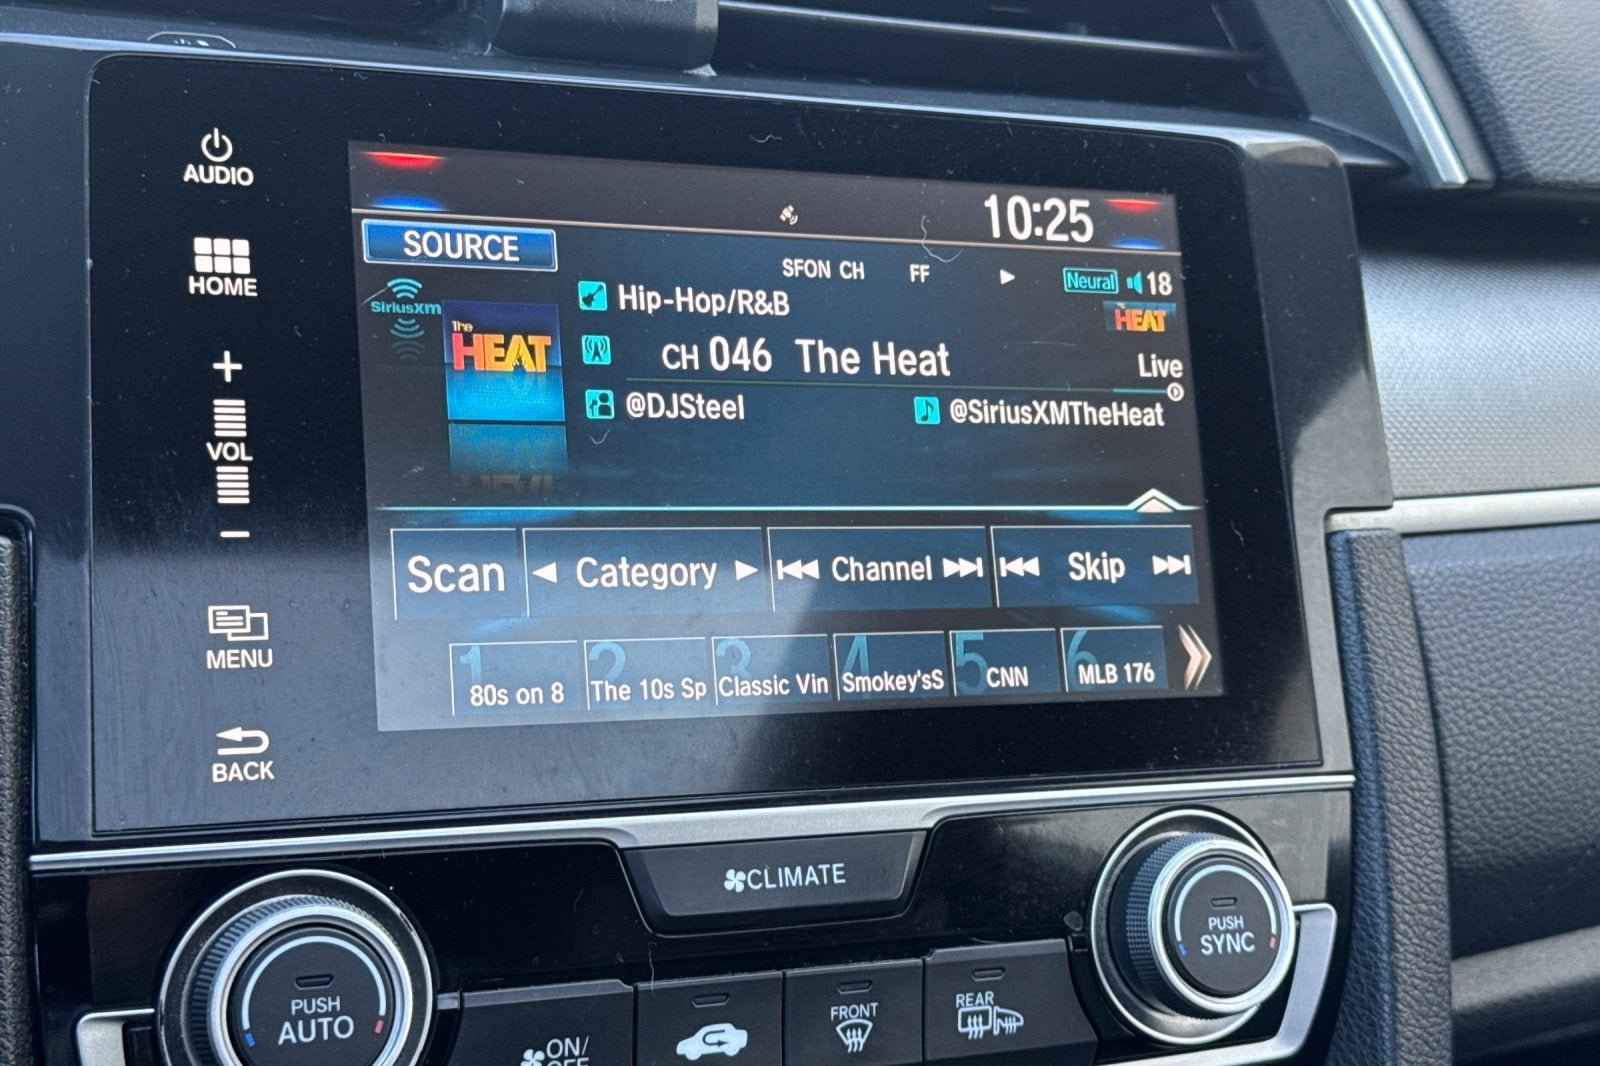 AUDIO
HOME
+
VOL
−
MENU
BACK
10:25
SOURCE
SFON CH FF
Neural 18
SiriusXM
The
HEAT
Hip-Hop/R&B
HEAT
CH 046 The Heat
Live
@DJSteel
@SiriusXMTheHeat
Scan
Category
Channel
Skip
1 80s on 8
2 The 10s Sp
3 Classic Vin
4 Smokey'sS
5 CNN
6 MLB 176
CLIMATE
PUSH
AUTO
ON/
OFF
FRONT
REAR
PUSH
SYNC